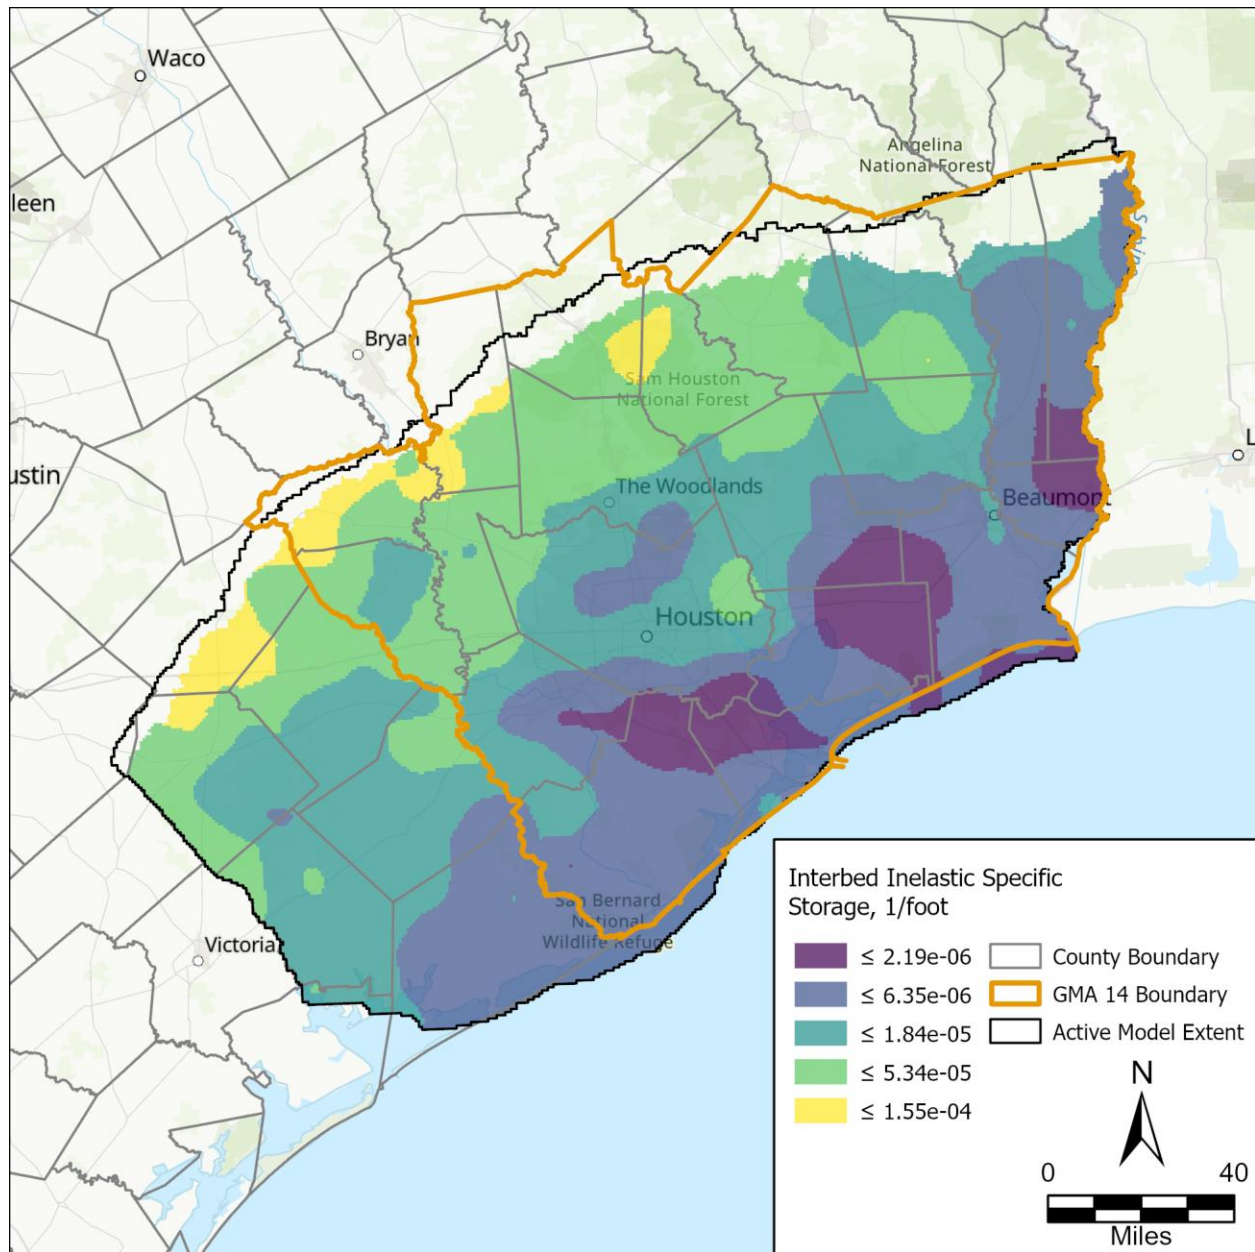 Waco
Angelina
National Forest
leen
Sabine
Bryan
Sam Houston
National Forest
ustin
L
The Woodlands
Beaumont
Houston
San Bernard
National
Wildlife Refuge
Victoria
Interbed Inelastic Specific
Storage, 1/foot
≤ 2.19e-06
County Boundary
≤ 6.35e-06
GMA 14 Boundary
≤ 1.84e-05
Active Model Extent
≤ 5.34e-05
≤ 1.55e-04
N
0 40
Miles